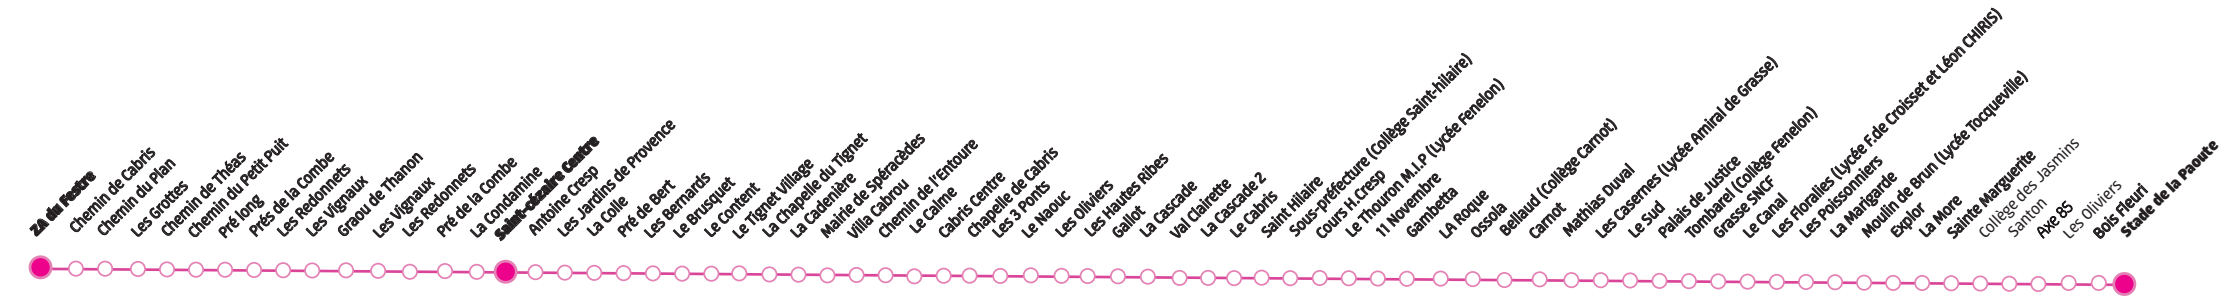 ZA du Festre
Chemin de Cabris
Chemin du Plan
Les Grottes
Chemin de Théas
Chemin du Petit Puit
Pré long
Prés de la Combe
Les Redonnets
Les Vignaux
Graou de Thanon
Les Vignaux
Les Redonnets
Pré de la Combe
La Condamine
Saint-cézaire Centre
Antoine Cresp
Les Jardins de Provence
La Colle
Pré de Bert
Les Bernards
Le Brusquet
Le Content
Le Tignet Village
La Chapelle du Tignet
La Cadenière
Mairie de Spéracèdes
Villa Cabrou
Chemin de l'Entoure
Le Calme
Cabris Centre
Chapelle de Cabris
Les 3 Ponts
Le Naouc
Les Oliviers
Les Hautes Ribes
Gallot
La Cascade
Val Clairette
La Cascade 2
Le Cabris
Saint Hilaire
Sous-préfecture (Collège Saint-hilaire)
Cours H.Cresp
Le Thouron M.I.P (Lycée Fenelon)
11 Novembre
Gambetta
LA Roque
Ossola
Bellaud (Collège Carnot)
Carnot
Mathias Duval
Les Casernes (Lycée Amiral de Grasse)
Le Sud
Palais de Justice
Tombarel (Collège Fenelon)
Grasse SNCF
Le Canal
Les Floralies (Lycée F.de Croisset et Léon CHIRIS)
Les Poissonniers
La Marigarde
Moulin de Brun (Lycée Tocqueville)
Explor
La More
Sainte Marguerite
Collège des Jasmins
Santon
Axe 85
Les Oliviers
Bois Fleuri
Stade de la Paoute